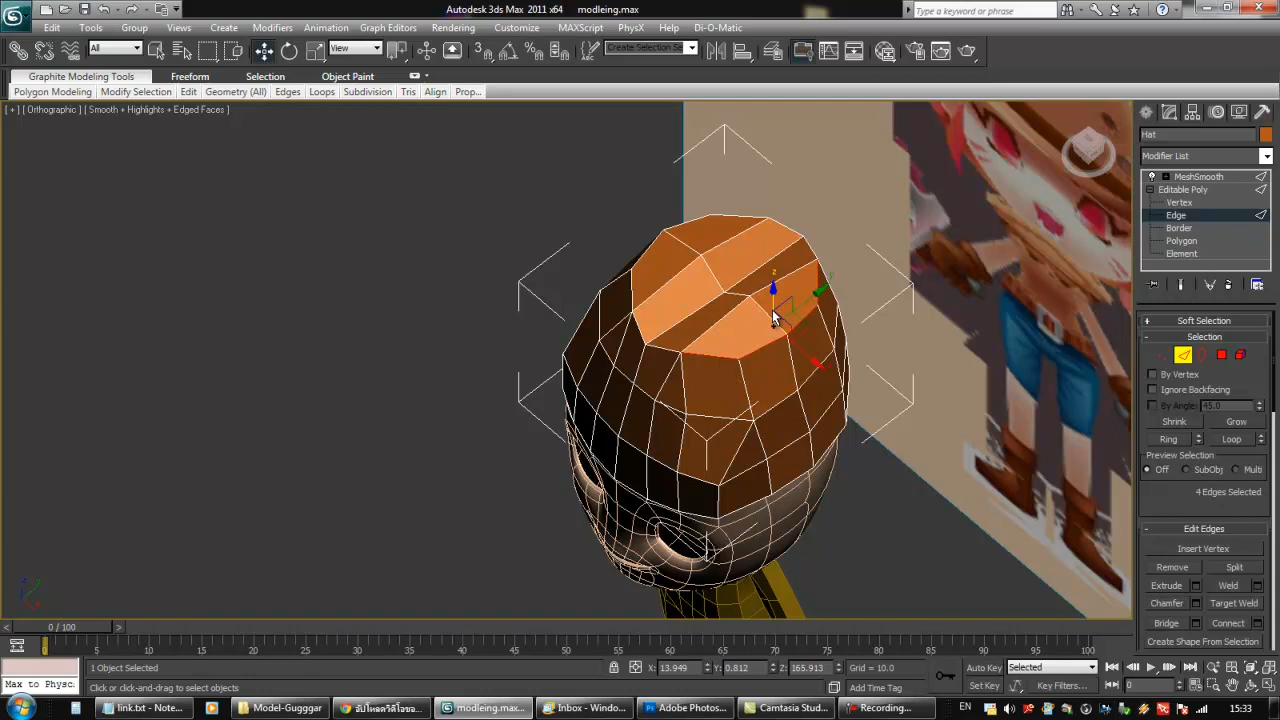 Autodesk 3ds Max 2011 x64 modleing.max
Type a keyword or phrase
Edit Tools Group Views Create Modifiers Animation Graph Editors Rendering Customize MAXScript PhysX Help Di-O-Matic
All View Create Selection Se
Graphite Modeling Tools Freeform Selection Object Paint
Polygon Modeling Modify Selection Edit Geometry (All) Edges Loops Subdivision Tris Align Prop...
[ + ] [ Orthographic ] [ Smooth + Highlights + Edged Faces ]
Hat
Modifier List
MeshSmooth
Editable Poly
Vertex
Edge
Border
Polygon
Element
+ Soft Selection
- Selection
By Vertex
Ignore Backfacing
By Angle: 45.0
Shrink Grow
Ring Loop
Preview Selection
Off SubObj Multi
4 Edges Selected
- Edit Edges
Insert Vertex
Remove Split
Extrude Weld
Chamfer Target Weld
Bridge Connect
Create Shape From Selection
z
< 0 / 100 >
0 5 10 15 20 25 30 35 40 45 50 55 60 65 70 75 80 85 90 95 100
1 Object Selected X: 13.949 Y: 0.812 Z: 165.913 Grid = 10.0 Auto Key Selected
Max to Physc Click or click-and-drag to select objects Add Time Tag Set Key Key Filters... 0
link.txt - Note... Model-Gugggar modleing.max... Inbox - Windo... Adobe Photosh... Camtasia Stud... Recording... EN 15:33